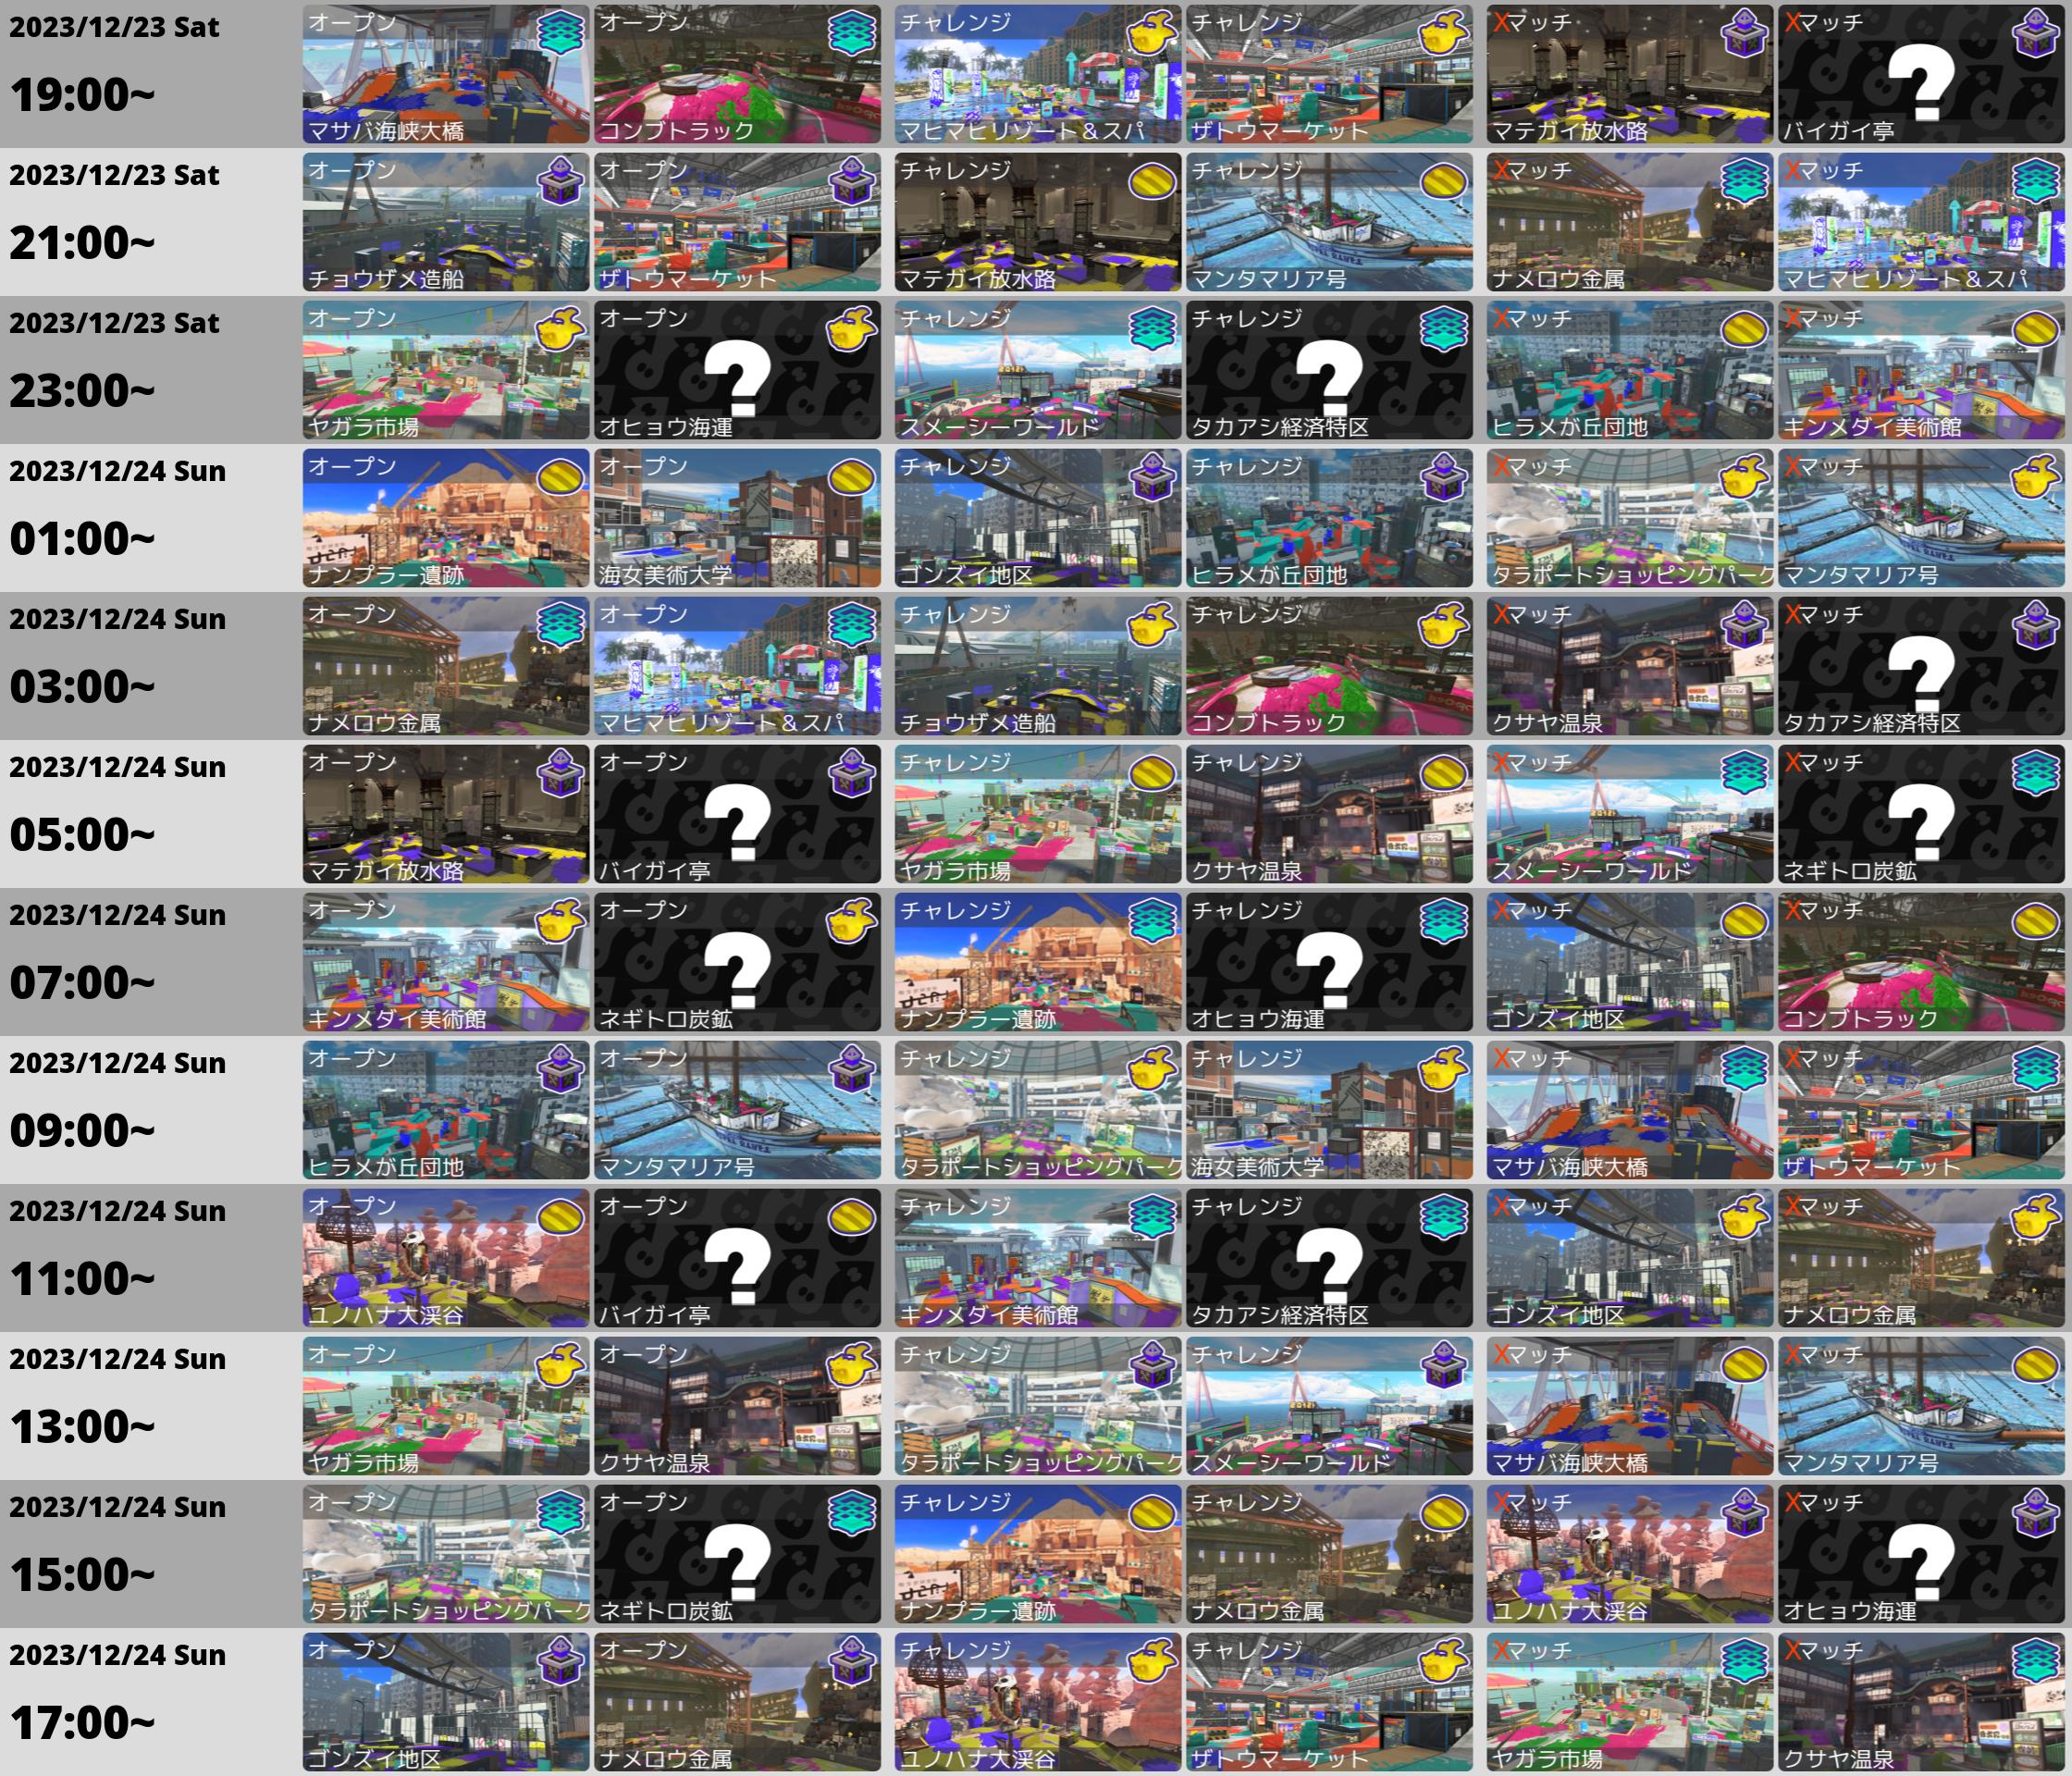 2023/12/23 Sat
19:00~
オープン
マサバ海峡大橋
オープン
コンブトラック
チャレンジ
マヒマヒリゾート＆スパ
チャレンジ
ザトウマーケット
Xマッチ
マテガイ放水路
Xマッチ
バイガイ亭
2023/12/23 Sat
21:00~
オープン
チョウザメ造船
オープン
ザトウマーケット
チャレンジ
マテガイ放水路
チャレンジ
マンタマリア号
Xマッチ
ナメロウ金属
Xマッチ
マヒマヒリゾート＆スパ
2023/12/23 Sat
23:00~
オープン
ヤガラ市場
オープン
?
オヒョウ海運
チャレンジ
スメーシーワールド
チャレンジ
?
タカアシ経済特区
Xマッチ
ヒラメが丘団地
Xマッチ
キンメダイ美術館
2023/12/24 Sun
01:00~
オープン
ナンプラー遺跡
オープン
海女美術大学
チャレンジ
ゴンズイ地区
チャレンジ
ヒラメが丘団地
Xマッチ
タラポートショッピングパーク
Xマッチ
マンタマリア号
2023/12/24 Sun
03:00~
オープン
ナメロウ金属
オープン
マヒマヒリゾート＆スパ
チャレンジ
チョウザメ造船
チャレンジ
コンブトラック
Xマッチ
クサヤ温泉
Xマッチ
?
タカアシ経済特区
2023/12/24 Sun
05:00~
オープン
マテガイ放水路
オープン
?
バイガイ亭
チャレンジ
ヤガラ市場
チャレンジ
クサヤ温泉
Xマッチ
スメーシーワールド
Xマッチ
?
ネギトロ炭鉱
2023/12/24 Sun
07:00~
オープン
キンメダイ美術館
オープン
?
ネギトロ炭鉱
チャレンジ
ナンプラー遺跡
チャレンジ
?
オヒョウ海運
Xマッチ
ゴンズイ地区
Xマッチ
コンブトラック
2023/12/24 Sun
09:00~
オープン
ヒラメが丘団地
オープン
マンタマリア号
チャレンジ
タラポートショッピングパーク
チャレンジ
海女美術大学
Xマッチ
マサバ海峡大橋
Xマッチ
ザトウマーケット
2023/12/24 Sun
11:00~
オープン
ユノハナ大渓谷
オープン
?
バイガイ亭
チャレンジ
キンメダイ美術館
チャレンジ
?
タカアシ経済特区
Xマッチ
ゴンズイ地区
Xマッチ
ナメロウ金属
2023/12/24 Sun
13:00~
オープン
ヤガラ市場
オープン
クサヤ温泉
チャレンジ
タラポートショッピングパーク
チャレンジ
スメーシーワールド
Xマッチ
マサバ海峡大橋
Xマッチ
マンタマリア号
2023/12/24 Sun
15:00~
オープン
タラポートショッピングパーク
オープン
?
ネギトロ炭鉱
チャレンジ
ナンプラー遺跡
チャレンジ
ナメロウ金属
Xマッチ
ユノハナ大渓谷
Xマッチ
?
オヒョウ海運
2023/12/24 Sun
17:00~
オープン
ゴンズイ地区
オープン
ナメロウ金属
チャレンジ
ユノハナ大渓谷
チャレンジ
ザトウマーケット
Xマッチ
ヤガラ市場
Xマッチ
クサヤ温泉